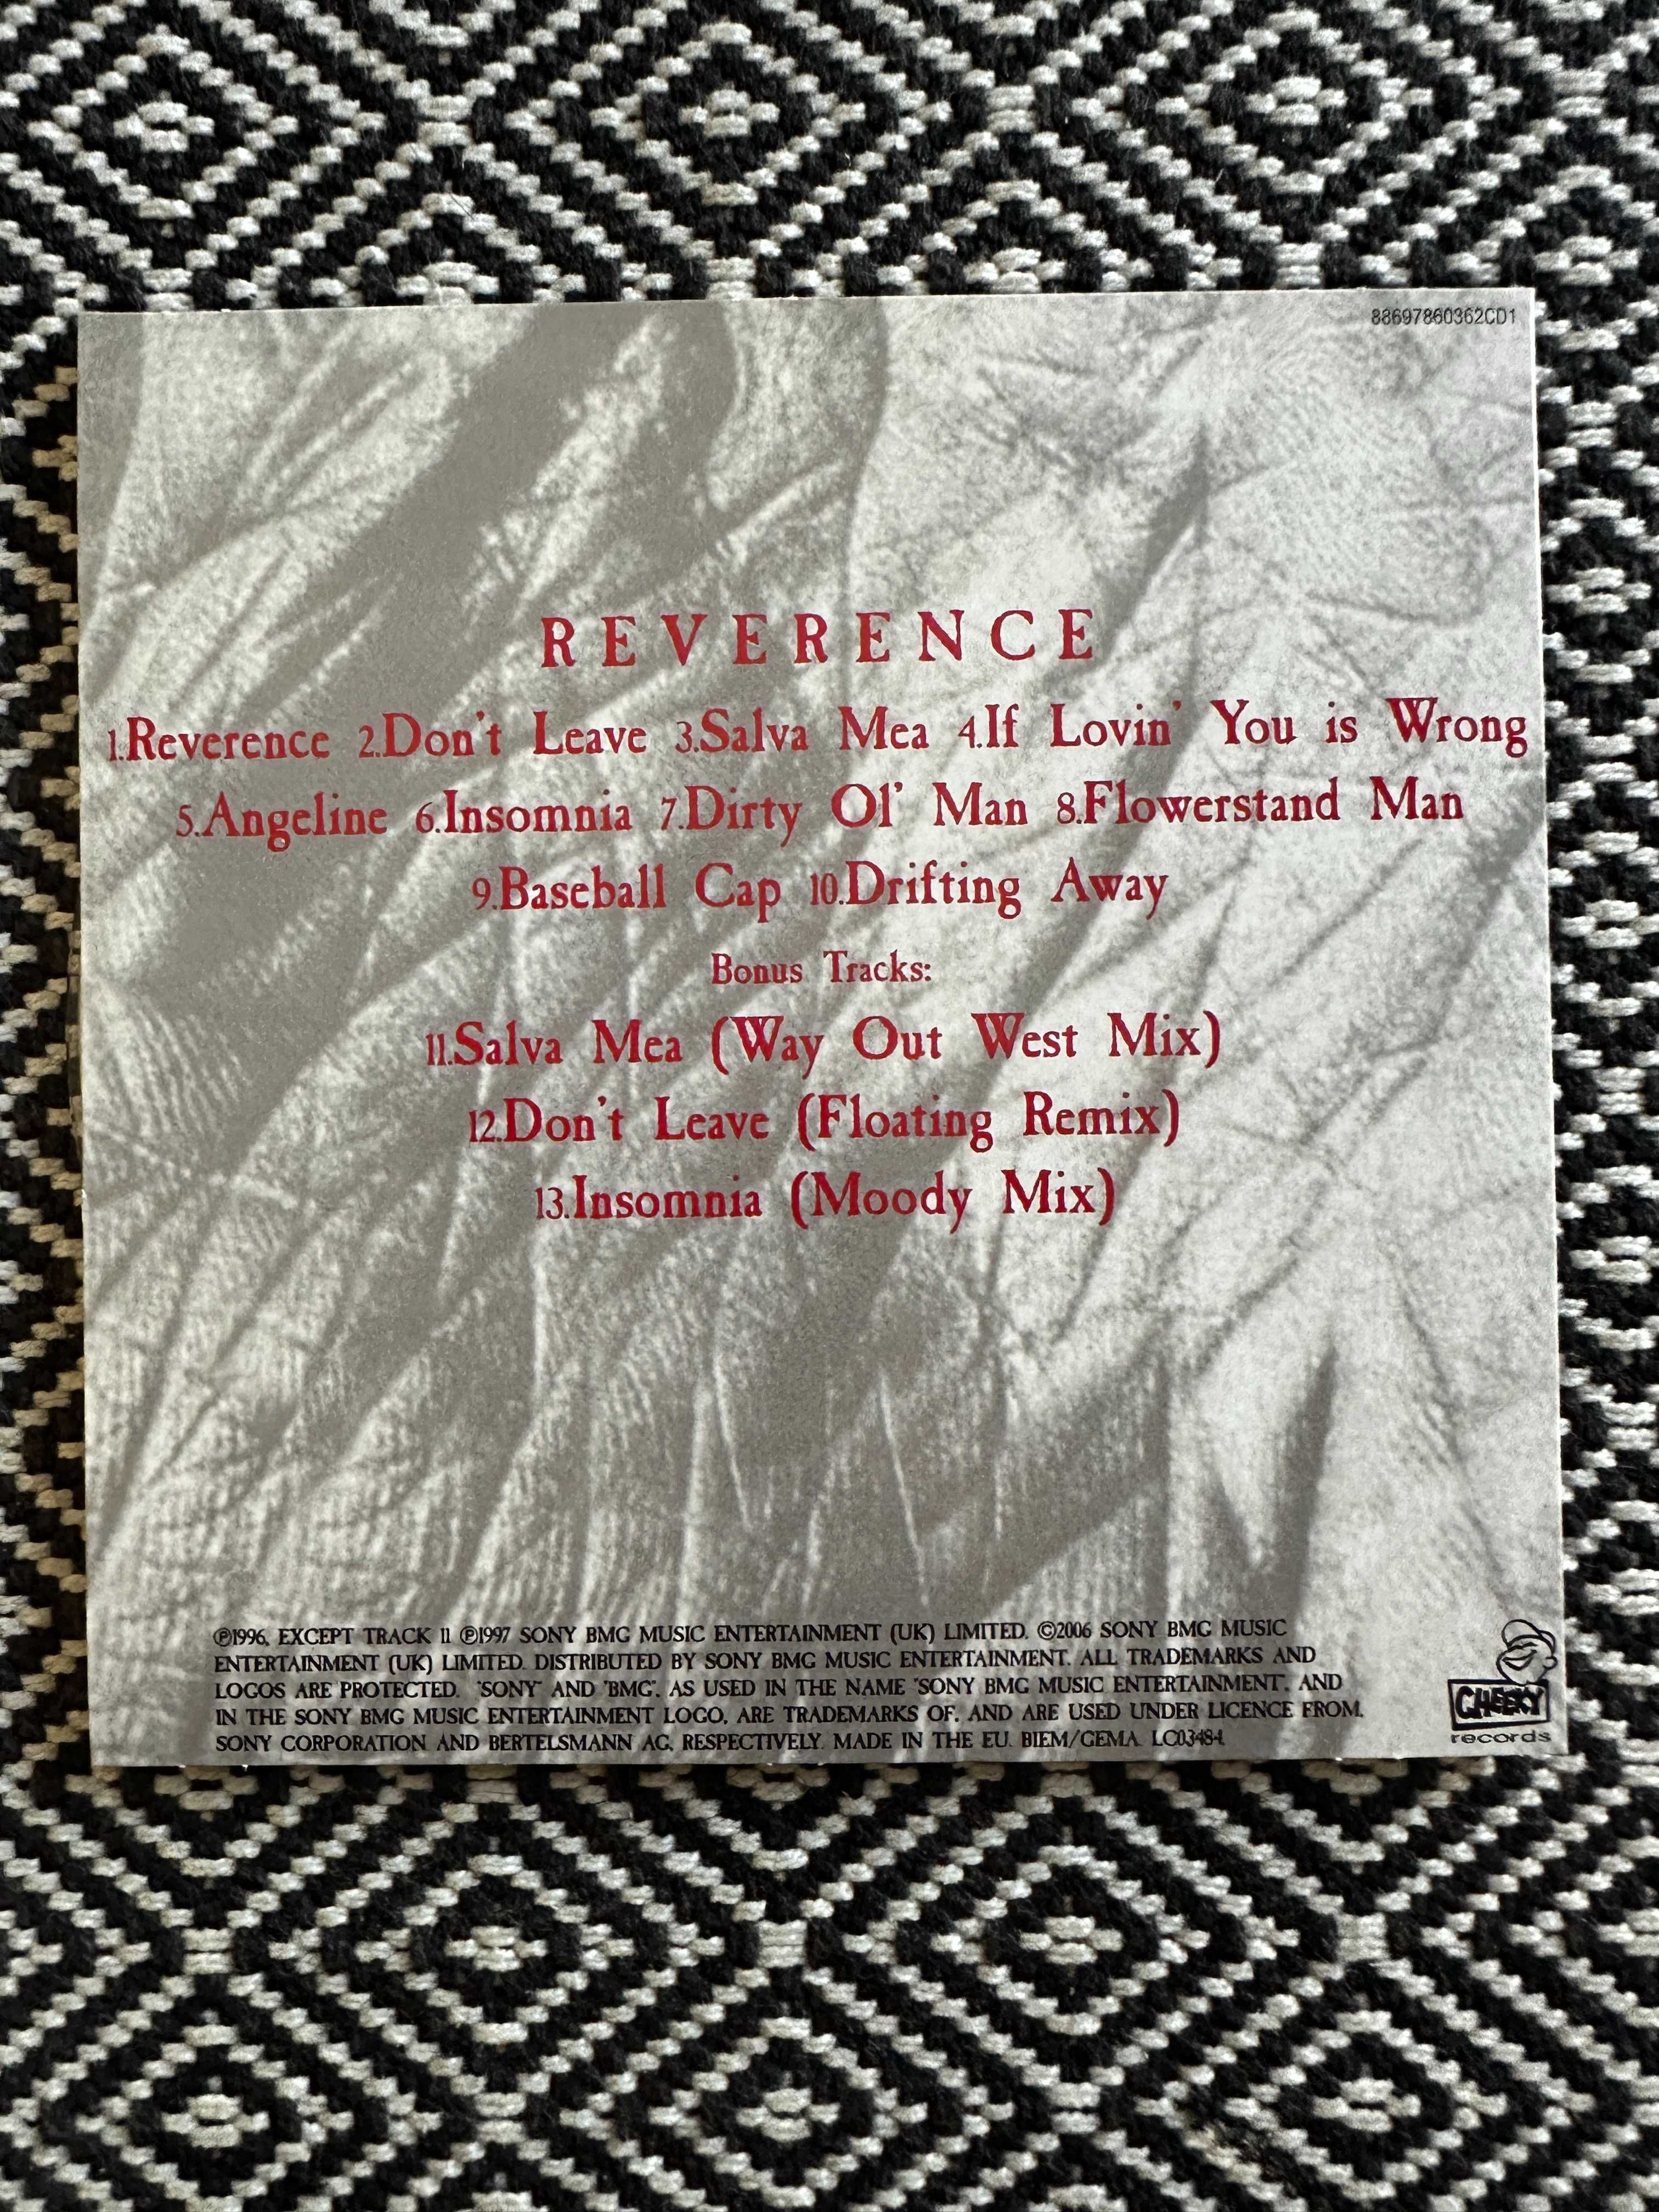 88697860362CD1
REVERENCE
1.Reverence 2.Don't Leave 3.Salva Mea 4.If Lovin' You is Wrong
5.Angeline 6.Insomnia 7.Dirty Ol' Man 8.Flowerstand Man
9.Baseball Cap 10.Drifting Away
Bonus Tracks:
11.Salva Mea (Way Out West Mix)
12.Don't Leave (Floating Remix)
13.Insomnia (Moody Mix)
℗1996, EXCEPT TRACK 11 ℗1997 SONY BMG MUSIC ENTERTAINMENT (UK) LIMITED. ©2006 SONY BMG MUSIC
ENTERTAINMENT (UK) LIMITED. DISTRIBUTED BY SONY BMG MUSIC ENTERTAINMENT. ALL TRADEMARKS AND
LOGOS ARE PROTECTED. "SONY" AND "BMG", AS USED IN THE NAME "SONY BMG MUSIC ENTERTAINMENT", AND
IN THE SONY BMG MUSIC ENTERTAINMENT LOGO, ARE TRADEMARKS OF, AND ARE USED UNDER LICENCE FROM,
SONY CORPORATION AND BERTELSMANN AG, RESPECTIVELY. MADE IN THE EU. BIEM/GEMA. LC03484.
CHEEKY
records